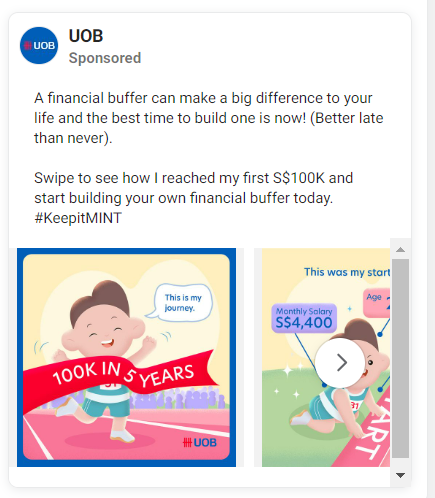 UOB
UOB
Sponsored
A financial buffer can make a big difference to your
life and the best time to build one is now! (Better late
than never).
Swipe to see how I reached my first S$100K and
start building your own financial buffer today.
#KeepitMINT
This is my
journey.
100K IN 5 YEARS
31
UOB
This was my start
Monthly Salary
S$4,400
Age
31
START